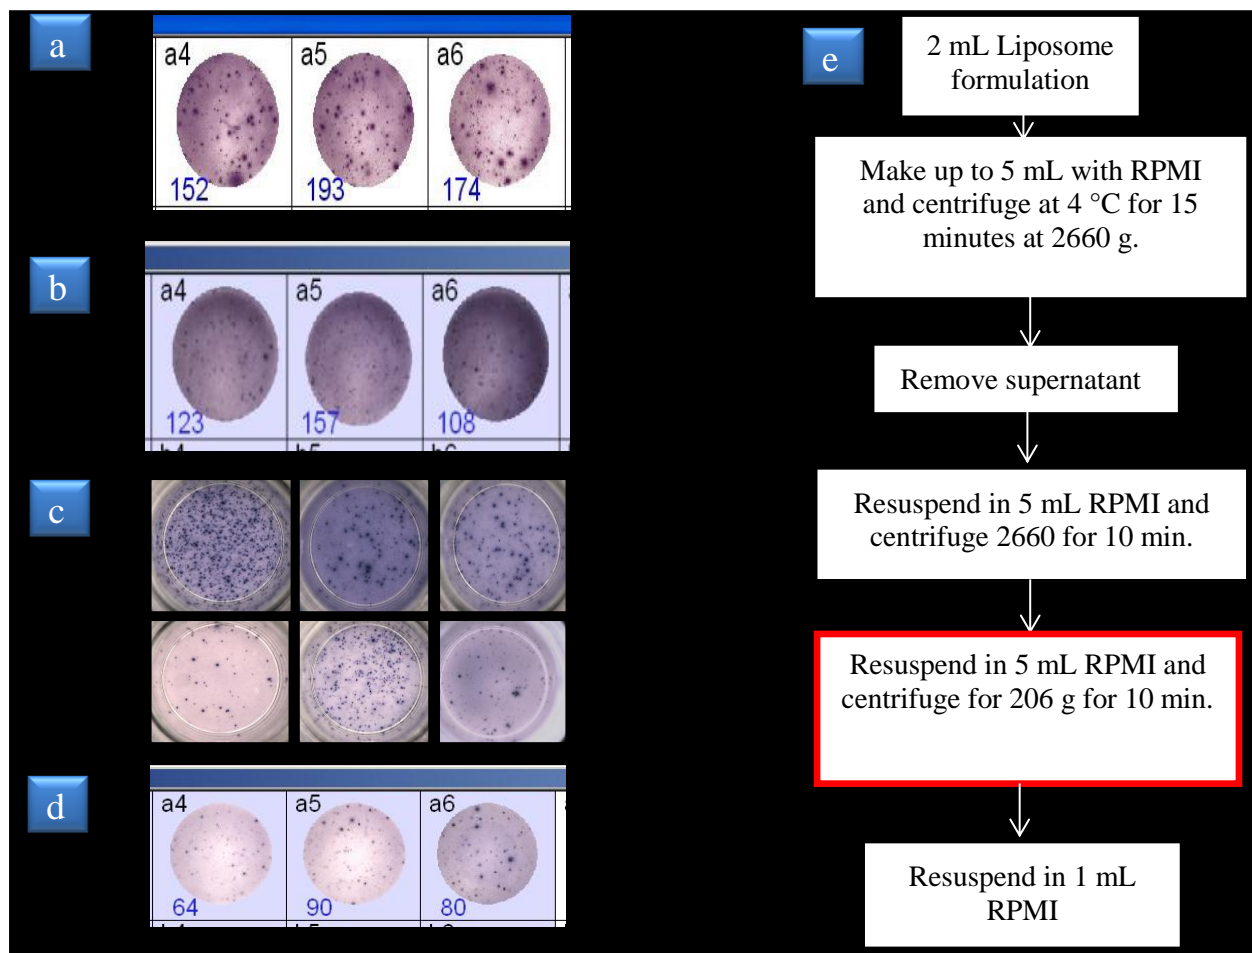 a
a4
a5
a6
152
193
174
b
a4
a5
a6
123
157
108
c
d
a4
a5
a6
64
90
80
e
2 mL Liposome
formulation
Make up to 5 mL with RPMI
and centrifuge at 4 °C for 15
minutes at 2660 g.
Remove supernatant
Resuspend in 5 mL RPMI and
centrifuge 2660 for 10 min.
Resuspend in 5 mL RPMI and
centrifuge for 206 g for 10 min.
Resuspend in 1 mL
RPMI